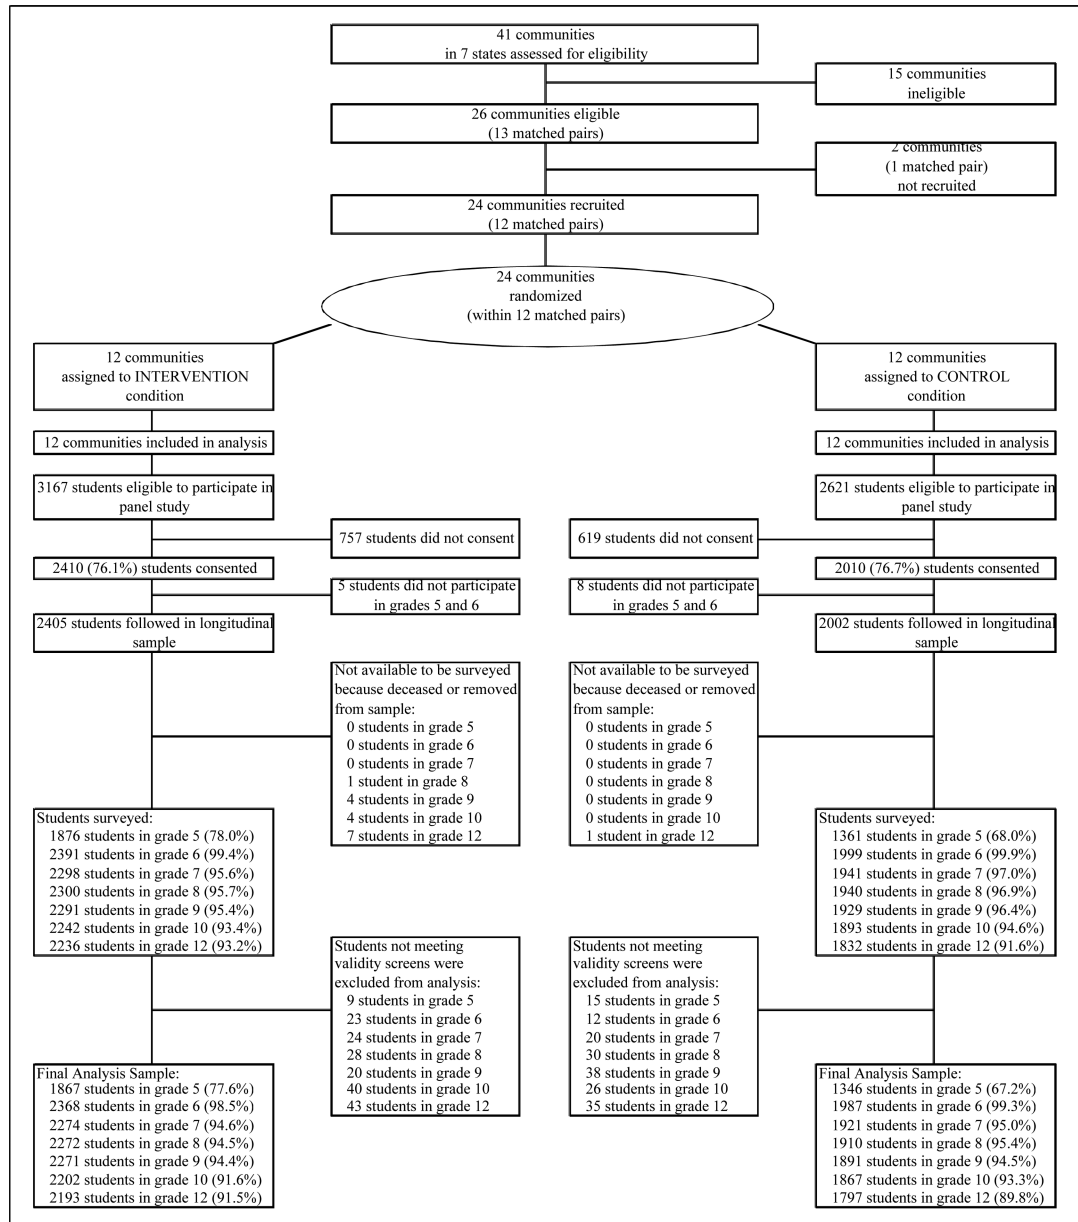 41 communities
in 7 states assessed for eligibility
15 communities
ineligible
26 communities eligible
(13 matched pairs)
2 communities
(1 matched pair)
not recruited
24 communities recruited
(12 matched pairs)
24 communities
randomized
(within 12 matched pairs)
12 communities
assigned to INTERVENTION
condition
12 communities
assigned to CONTROL
condition
12 communities included in analysis
12 communities included in analysis
3167 students eligible to participate in
panel study
2621 students eligible to participate in
panel study
757 students did not consent
619 students did not consent
2410 (76.1%) students consented
2010 (76.7%) students consented
5 students did not participate
in grades 5 and 6
8 students did not participate
in grades 5 and 6
2405 students followed in longitudinal
sample
2002 students followed in longitudinal
sample
Not available to be surveyed
because deceased or removed
from sample:
0 students in grade 5
0 students in grade 6
0 students in grade 7
1 student in grade 8
4 students in grade 9
4 students in grade 10
7 students in grade 12
Not available to be surveyed
because deceased or removed
from sample:
0 students in grade 5
0 students in grade 6
0 students in grade 7
0 students in grade 8
0 students in grade 9
0 students in grade 10
1 student in grade 12
Students surveyed:
1876 students in grade 5 (78.0%)
2391 students in grade 6 (99.4%)
2298 students in grade 7 (95.6%)
2300 students in grade 8 (95.7%)
2291 students in grade 9 (95.4%)
2242 students in grade 10 (93.4%)
2236 students in grade 12 (93.2%)
Students surveyed:
1361 students in grade 5 (68.0%)
1999 students in grade 6 (99.9%)
1941 students in grade 7 (97.0%)
1940 students in grade 8 (96.9%)
1929 students in grade 9 (96.4%)
1893 students in grade 10 (94.6%)
1832 students in grade 12 (91.6%)
Students not meeting
validity screens were
excluded from analysis:
9 students in grade 5
23 students in grade 6
24 students in grade 7
28 students in grade 8
20 students in grade 9
40 students in grade 10
43 students in grade 12
Students not meeting
validity screens were
excluded from analysis:
15 students in grade 5
12 students in grade 6
20 students in grade 7
30 students in grade 8
38 students in grade 9
26 students in grade 10
35 students in grade 12
Final Analysis Sample:
1867 students in grade 5 (77.6%)
2368 students in grade 6 (98.5%)
2274 students in grade 7 (94.6%)
2272 students in grade 8 (94.5%)
2271 students in grade 9 (94.4%)
2202 students in grade 10 (91.6%)
2193 students in grade 12 (91.5%)
Final Analysis Sample:
1346 students in grade 5 (67.2%)
1987 students in grade 6 (99.3%)
1921 students in grade 7 (95.0%)
1910 students in grade 8 (95.4%)
1891 students in grade 9 (94.5%)
1867 students in grade 10 (93.3%)
1797 students in grade 12 (89.8%)